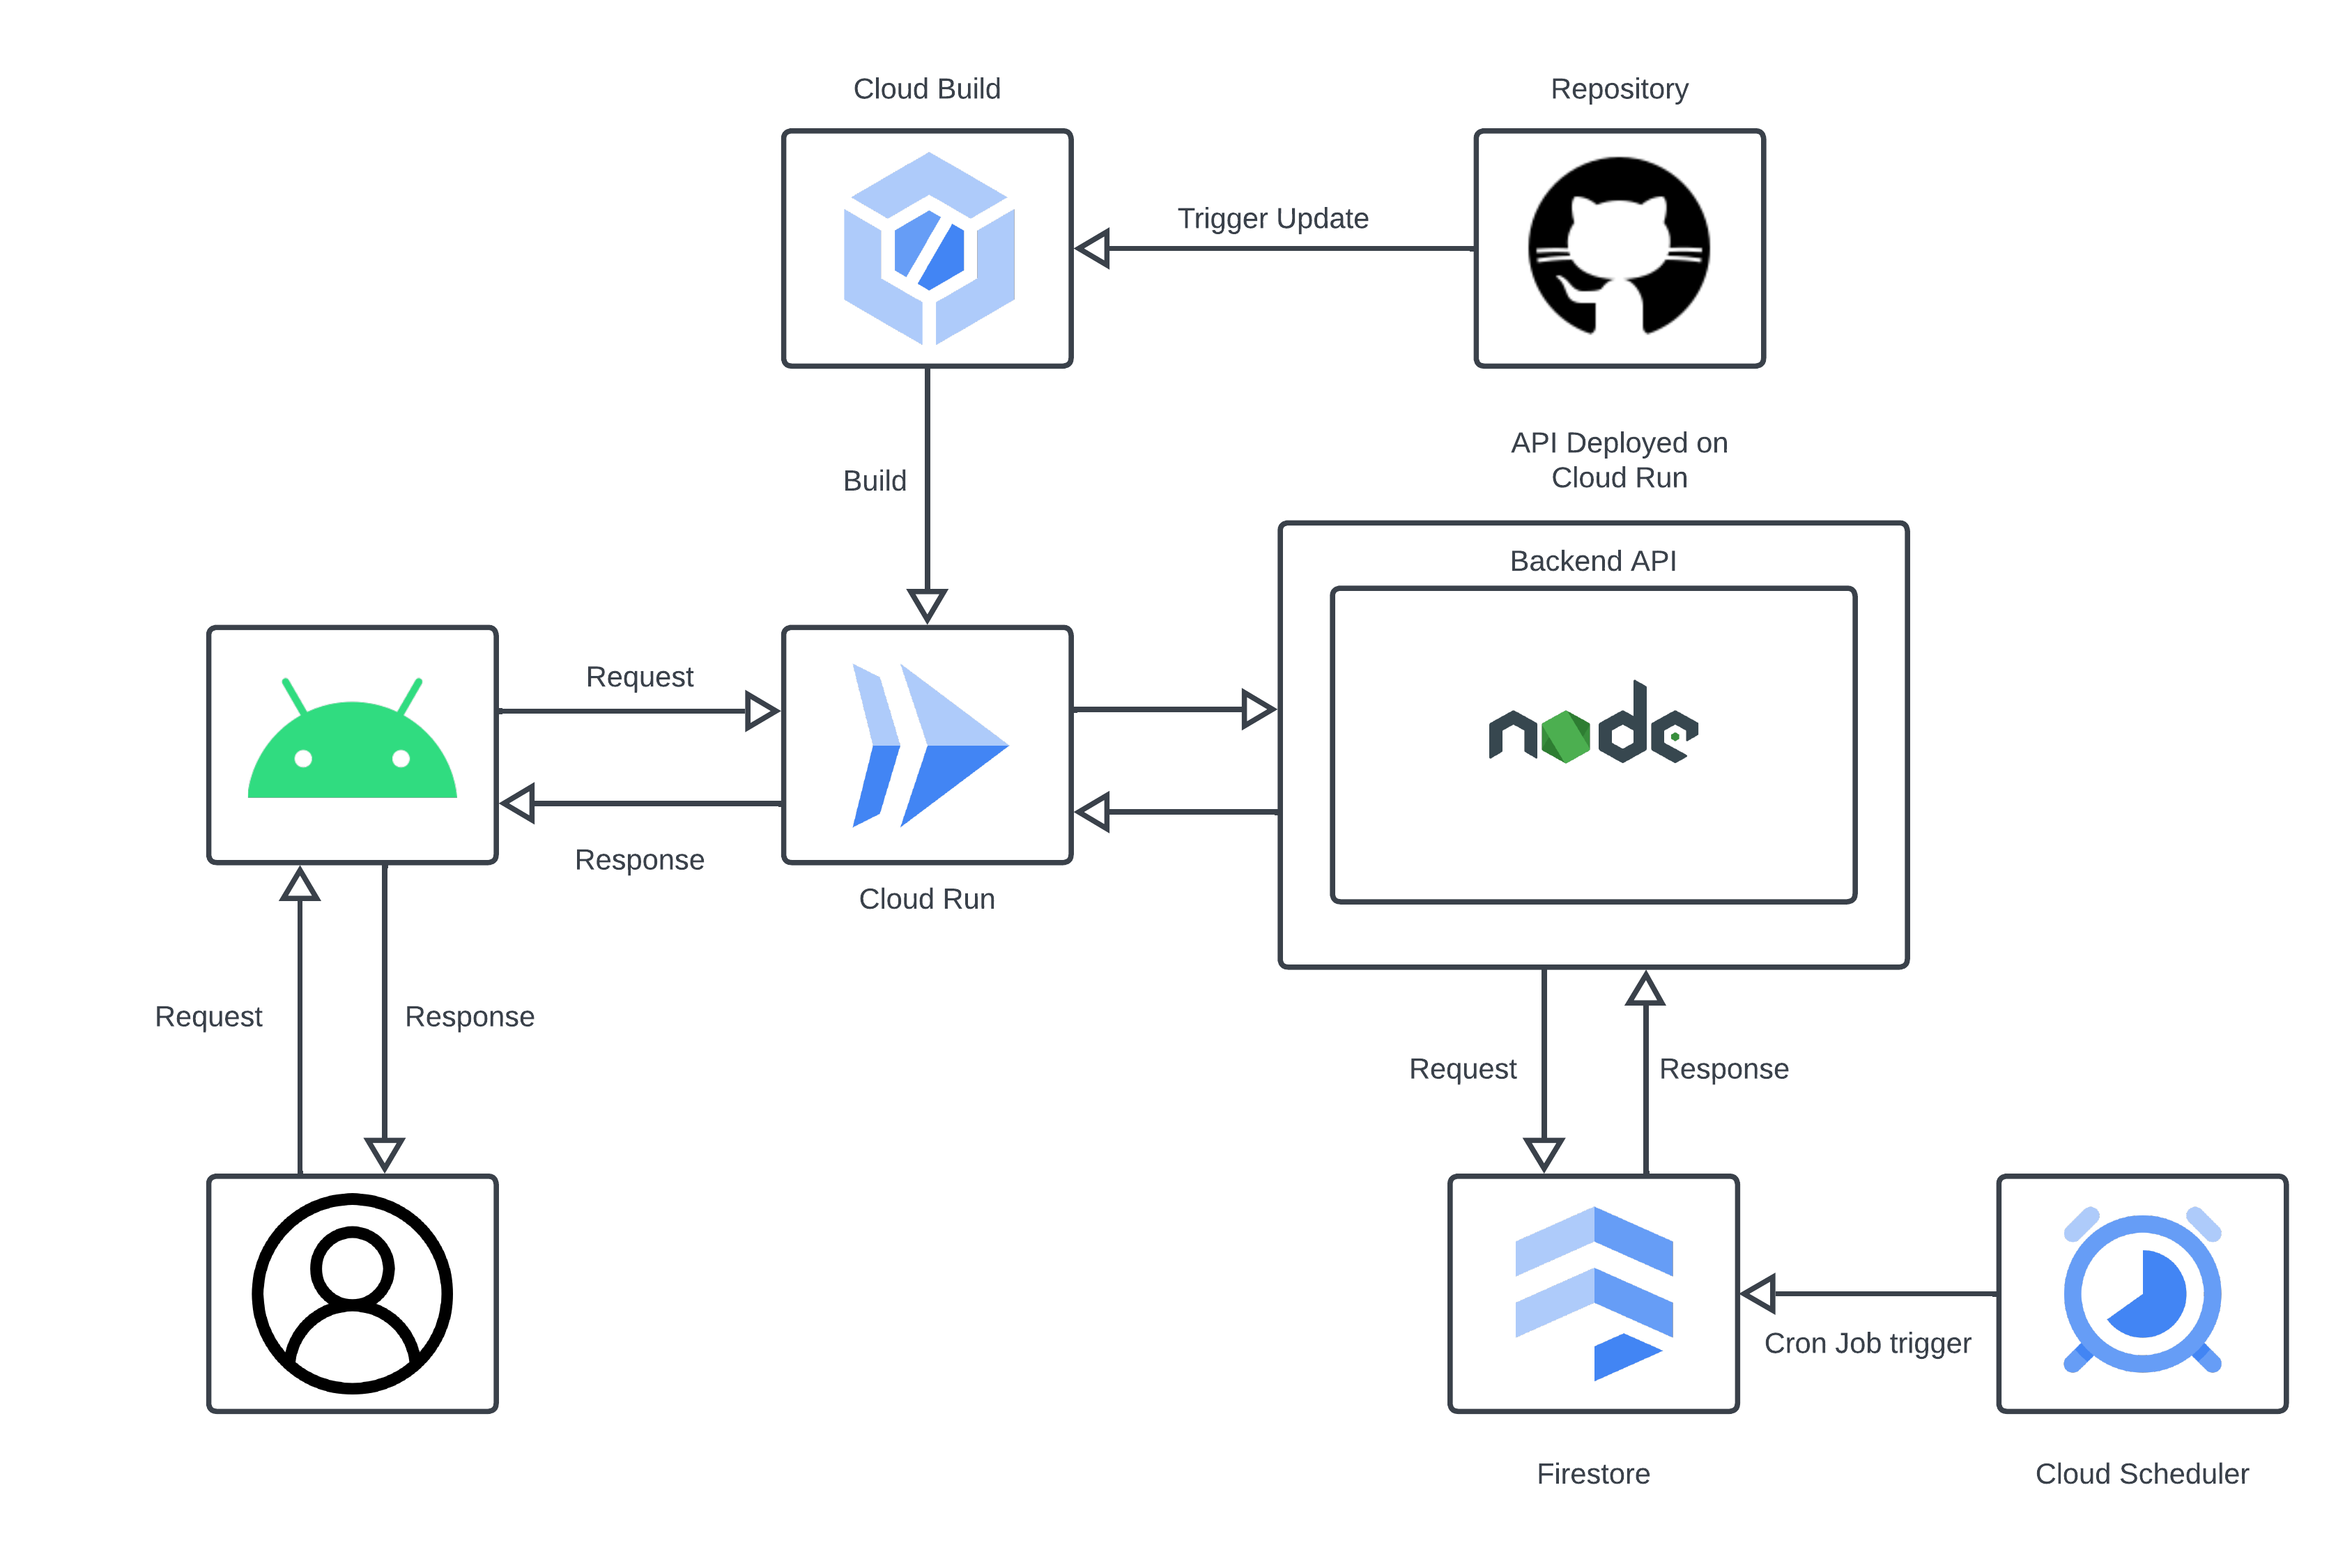 Cloud Build
Repository
Trigger Update
API Deployed on
Cloud Run
Build
Backend API
node
Request
Response
Cloud Run
Request
Response
Request
Response
Cron Job trigger
Firestore
Cloud Scheduler